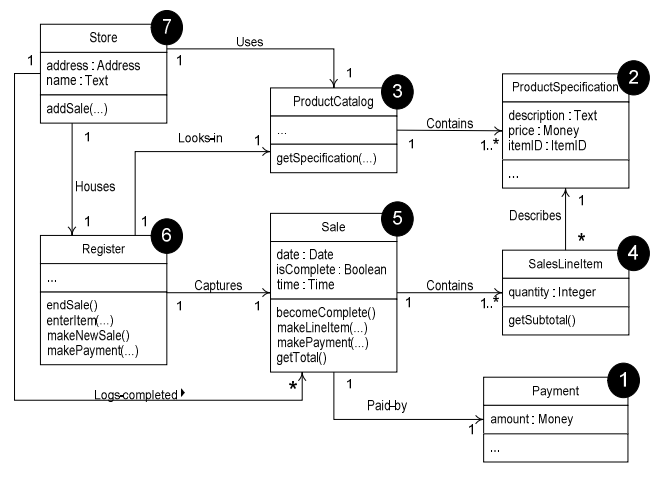 7
Store
address : Address
name : Text
addSale(...)
1
1
Uses
1
2
ProductSpecification
description : Text
price : Money
itemID : ItemID
...
3
ProductCatalog
...
getSpecification(...)
Contains
1
1..*
1
Looks-in
1
Houses
1
1
Describes
1
*
6
Register
...
endSale()
enterItem(...)
makeNewSale()
makePayment(...)
Captures
1
1
5
Sale
date : Date
isComplete : Boolean
time : Time
becomeComplete()
makeLineItem(...)
makePayment(...)
getTotal()
Contains
1
1..*
4
SalesLineItem
quantity : Integer
getSubtotal()
Logs-completed
*
1
Paid-by
1
1
Payment
amount : Money
...